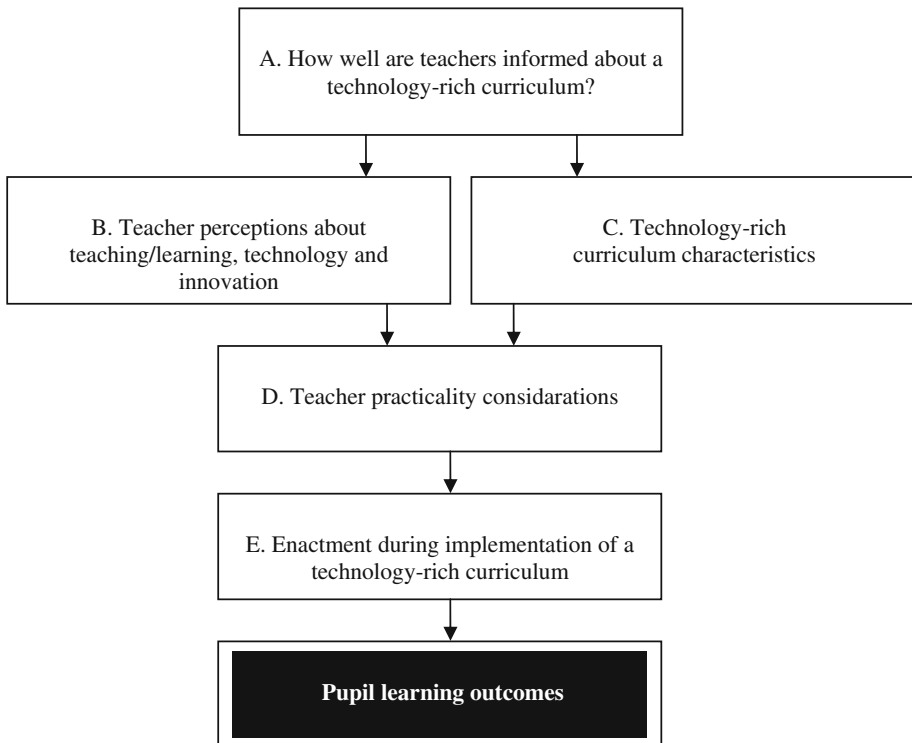 A. How well are teachers informed about a
technology-rich curriculum?
B. Teacher perceptions about
teaching/learning, technology and
innovation
C. Technology-rich
curriculum characteristics
D. Teacher practicality considarations
E. Enactment during implementation of a
technology-rich curriculum
Pupil learning outcomes